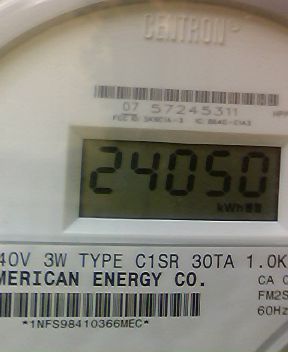 CENTRON
07 57245311
24050
kWh
40V 3W TYPE C1SR 30TA 1.0K
MERICAN ENERGY CO.
CA
FM2S
60Hz
*1NFS98410366MEC*